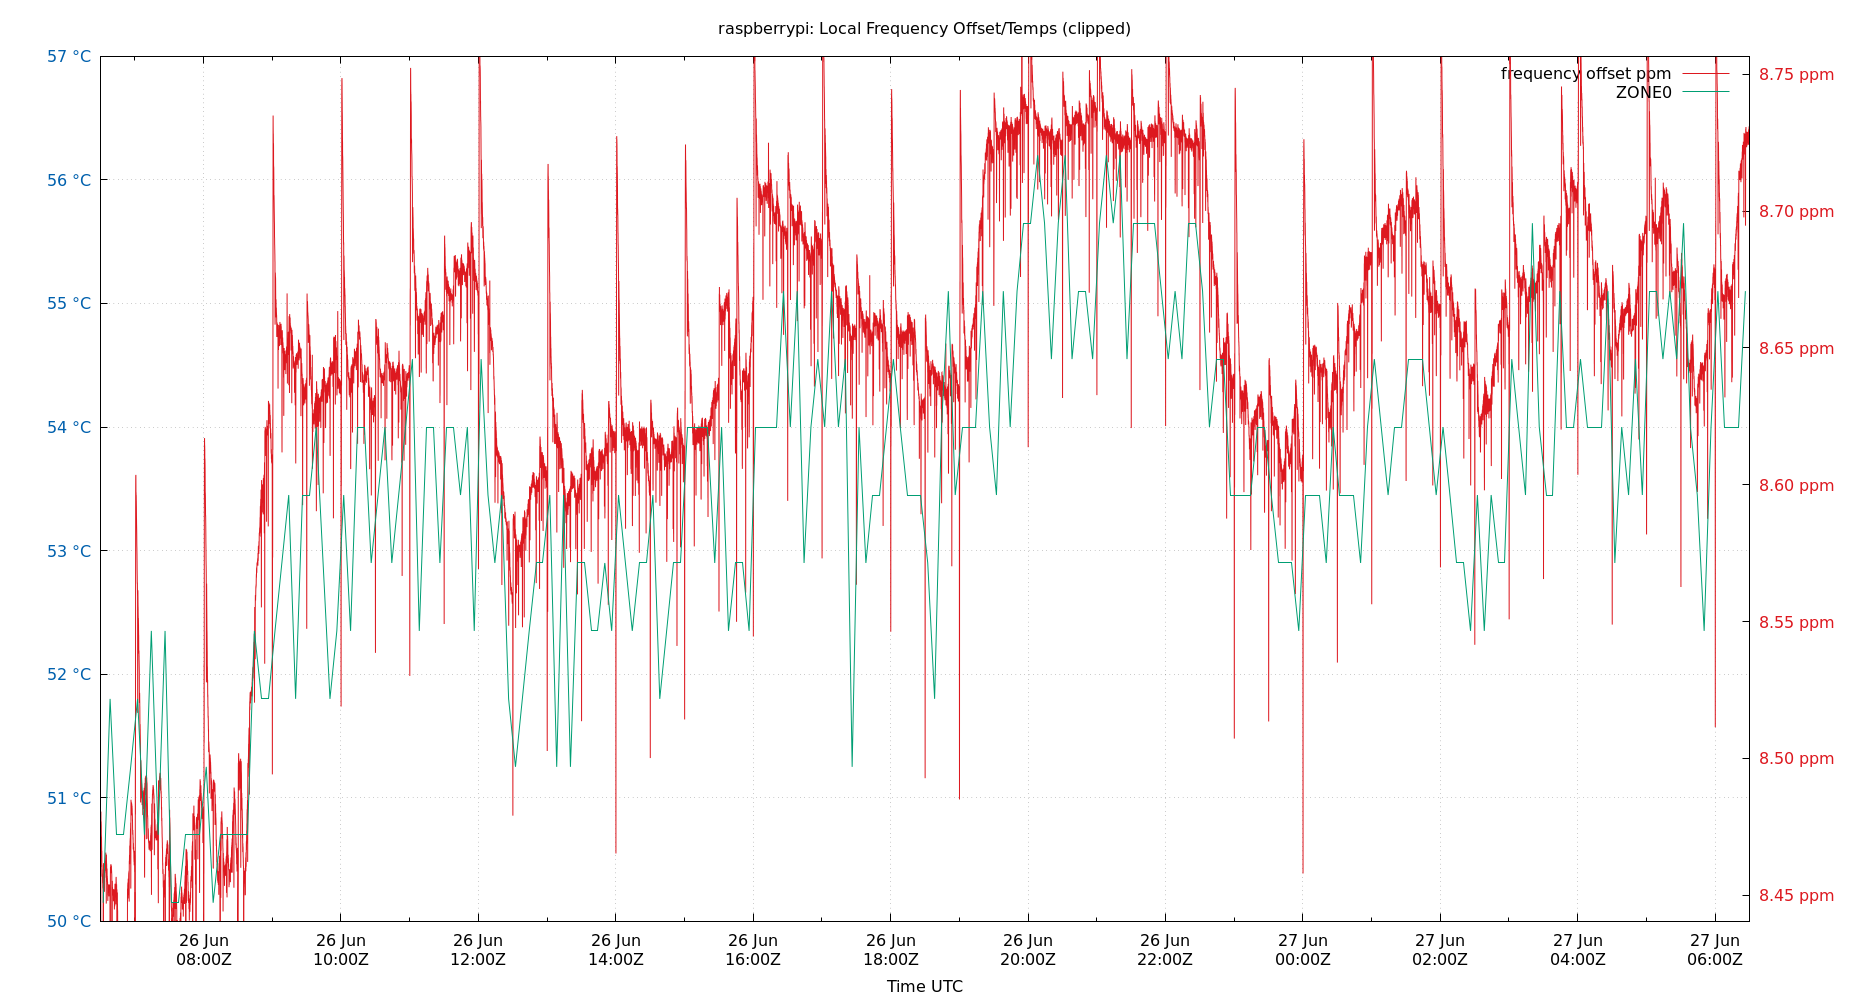 raspberrypi: Local Frequency Offset/Temps (clipped)
57 °C
56 °C
55 °C
54 °C
53 °C
52 °C
51 °C
50 °C
frequency offset ppm
ZONE0
8.75 ppm
8.70 ppm
8.65 ppm
8.60 ppm
8.55 ppm
8.50 ppm
8.45 ppm
26 Jun 26 Jun 26 Jun 26 Jun 26 Jun 26 Jun 26 Jun 26 Jun 27 Jun 27 Jun 27 Jun 27 Jun
08:00Z 10:00Z 12:00Z 14:00Z 16:00Z 18:00Z 20:00Z 22:00Z 00:00Z 02:00Z 04:00Z 06:00Z
Time UTC